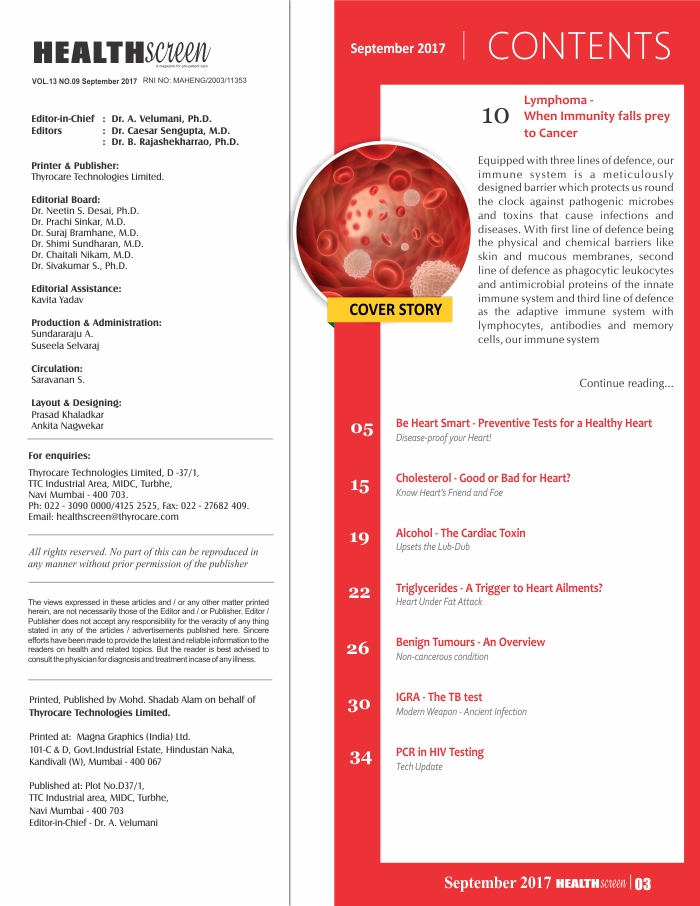 HEALTHscreen
A magazine for pre-patient care
VOL.13 NO.09 September 2017 RNI NO: MAHENG/2003/11353
Editor-in-Chief : Dr. A. Velumani, Ph.D.
Editors : Dr. Caesar Sengupta, M.D.
: Dr. B. Rajashekharrao, Ph.D.
Printer & Publisher:
Thyrocare Technologies Limited.
Editorial Board:
Dr. Neetin S. Desai, Ph.D.
Dr. Prachi Sinkar, M.D.
Dr. Suraj Bramhane, M.D.
Dr. Shimi Sundharan, M.D.
Dr. Chaitali Nikam, M.D.
Dr. Sivakumar S., Ph.D.
Editorial Assistance:
Kavita Yadav
Production & Administration:
Sundararaju A.
Suseela Selvaraj
Circulation:
Saravanan S.
Layout & Designing:
Prasad Khaladkar
Ankita Nagwekar
For enquiries:
Thyrocare Technologies Limited, D -37/1,
TTC Industrial Area, MIDC, Turbhe,
Navi Mumbai - 400 703.
Ph: 022 - 3090 0000/4125 2525, Fax: 022 - 27682 409.
Email: healthscreen@thyrocare.com
All rights reserved. No part of this can be reproduced in
any manner without prior permission of the publisher
The views expressed in these articles and / or any other matter printed
herein, are not necessarily those of the Editor and / or Publisher. Editor /
Publisher does not accept any responsibility for the veracity of any thing
stated in any of the articles / advertisements published here. Sincere
efforts have been made to provide the latest and reliable information to the
readers on health and related topics. But the reader is best advised to
consult the physician for diagnosis and treatment incase of any illness.
Printed, Published by Mohd. Shadab Alam on behalf of
Thyrocare Technologies Limited.
Printed at: Magna Graphics (India) Ltd.
101-C & D, Govt.Industrial Estate, Hindustan Naka,
Kandivali (W), Mumbai - 400 067
Published at: Plot No.D37/1,
TTC Industrial area, MIDC, Turbhe,
Navi Mumbai - 400 703
Editor-in-Chief - Dr. A. Velumani
September 2017 | CONTENTS
10
Lymphoma -
When Immunity falls prey
to Cancer
Equipped with three lines of defence, our
immune system is a meticulously
designed barrier which protects us round
the clock against pathogenic microbes
and toxins that cause infections and
diseases. With first line of defence being
the physical and chemical barriers like
skin and mucous membranes, second
line of defence as phagocytic leukocytes
and antimicrobial proteins of the innate
immune system and third line of defence
as the adaptive immune system with
lymphocytes, antibodies and memory
cells, our immune system
COVER STORY
Continue reading...
05 Be Heart Smart - Preventive Tests for a Healthy Heart
Disease-proof your Heart!
15 Cholesterol - Good or Bad for Heart?
Know Heart's Friend and Foe
19 Alcohol - The Cardiac Toxin
Upsets the Lub-Dub
22 Triglycerides - A Trigger to Heart Ailments?
Heart Under Fat Attack
26 Benign Tumours - An Overview
Non-cancerous condition
30 IGRA - The TB test
Modern Weapon - Ancient Infection
34 PCR in HIV Testing
Tech Update
September 2017 HEALTHscreen | 03